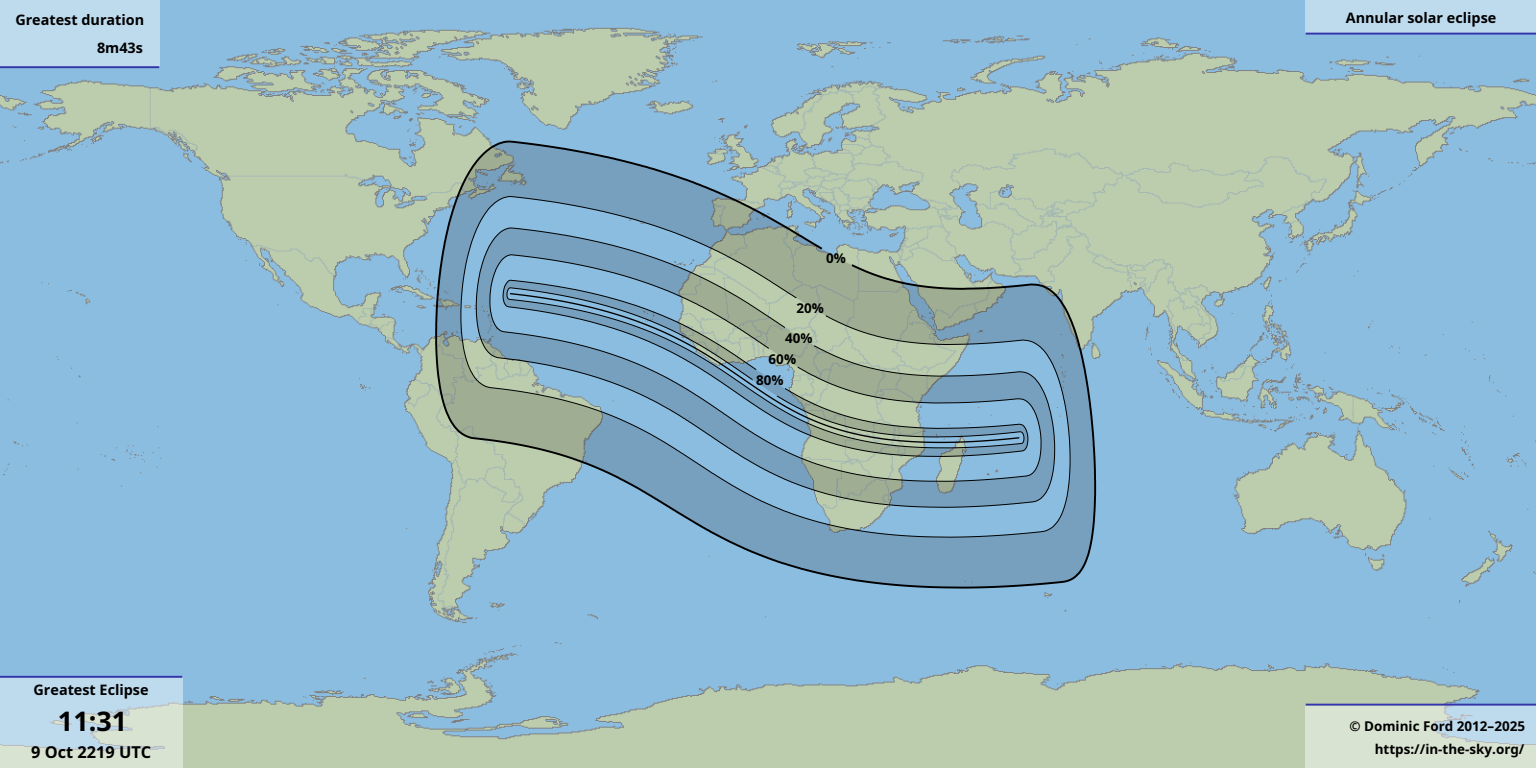 Greatest duration
8m43s
Annular solar eclipse
0%
20%
40%
60%
80%
Greatest Eclipse
11:31
9 Oct 2219 UTC
© Dominic Ford 2012–2025
https://in-the-sky.org/